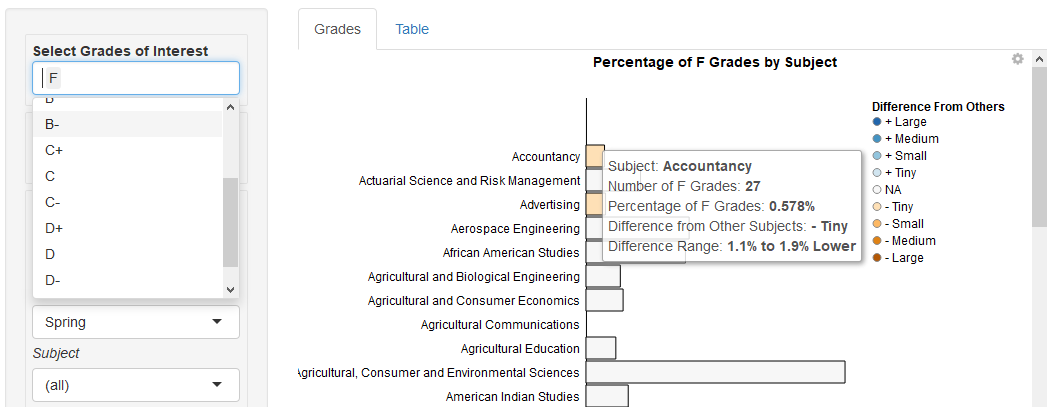 Select Grades of Interest
F
B-
C+
C
C-
D+
D
D-
Spring
Subject
(all)
Grades
Table
Percentage of F Grades by Subject
Accountancy
Actuarial Science and Risk Management
Advertising
Aerospace Engineering
African American Studies
Agricultural and Biological Engineering
Agricultural and Consumer Economics
Agricultural Communications
Agricultural Education
Agricultural, Consumer and Environmental Sciences
American Indian Studies
Subject: Accountancy
Number of F Grades: 27
Percentage of F Grades: 0.578%
Difference from Other Subjects: - Tiny
Difference Range: 1.1% to 1.9% Lower
Difference From Others
+ Large
+ Medium
+ Small
+ Tiny
NA
- Tiny
- Small
- Medium
- Large